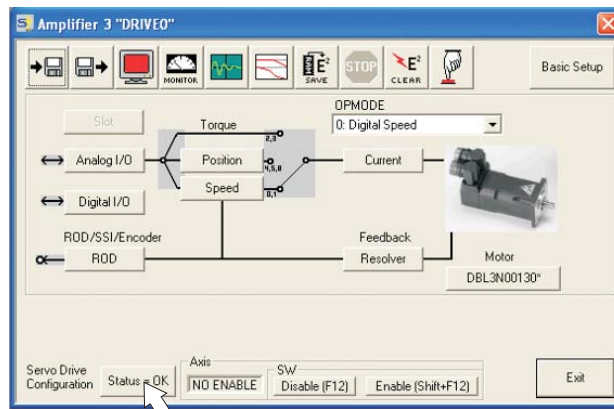 Amplifier 3 "DRIVE0"
MONITOR
E²
SAVE
STOP
E²
CLEAR
Basic Setup
OPMODE
0: Digital Speed
Slot
Torque
2,3
Analog I/O
Position
4,5,8
Current
Speed
0,1
Digital I/O
ROD/SSI/Encoder
ROD
Feedback
Resolver
Motor
DBL3N00130*
Servo Drive
Configuration
Status = OK
Axis
NO ENABLE
SW
Disable (F12)
Enable (Shift+F12)
Exit